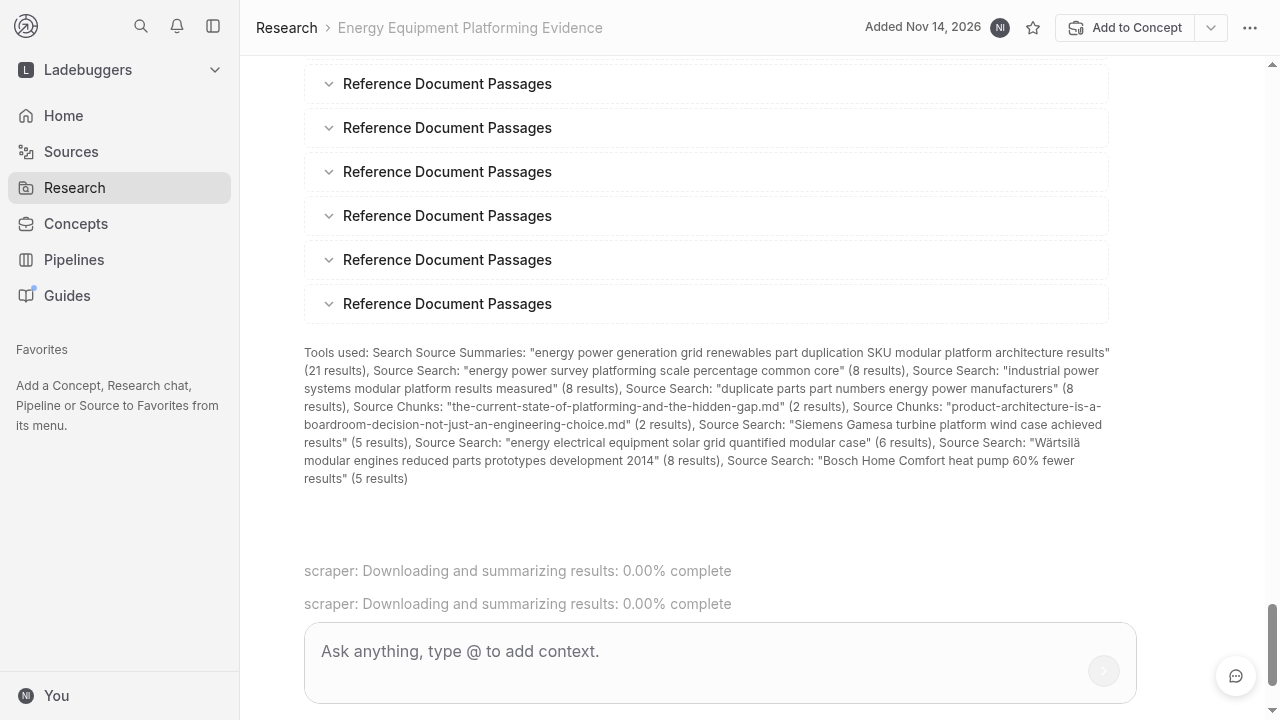 Research > Energy Equipment Platforming Evidence
Added Nov 14, 2026
NI
Add to Concept
L
Ladebuggers
Home
Sources
Research
Concepts
Pipelines
Guides
Favorites
Add a Concept, Research chat,
Pipeline or Source to Favorites from
its menu.
NI
You
Reference Document Passages
Reference Document Passages
Reference Document Passages
Reference Document Passages
Reference Document Passages
Reference Document Passages
Tools used: Search Source Summaries: "energy power generation grid renewables part duplication SKU modular platform architecture results"
(21 results), Source Search: "energy power survey platforming scale percentage common core" (8 results), Source Search: "industrial power
systems modular platform results measured" (8 results), Source Search: "duplicate parts part numbers energy power manufacturers" (8
results), Source Chunks: "the-current-state-of-platforming-and-the-hidden-gap.md" (2 results), Source Chunks: "product-architecture-is-a-
boardroom-decision-not-just-an-engineering-choice.md" (2 results), Source Search: "Siemens Gamesa turbine platform wind case achieved
results" (5 results), Source Search: "energy electrical equipment solar grid quantified modular case" (6 results), Source Search: "Wärtsilä
modular engines reduced parts prototypes development 2014" (8 results), Source Search: "Bosch Home Comfort heat pump 60% fewer
results" (5 results)
scraper: Downloading and summarizing results: 0.00% complete
scraper: Downloading and summarizing results: 0.00% complete
Ask anything, type @ to add context.